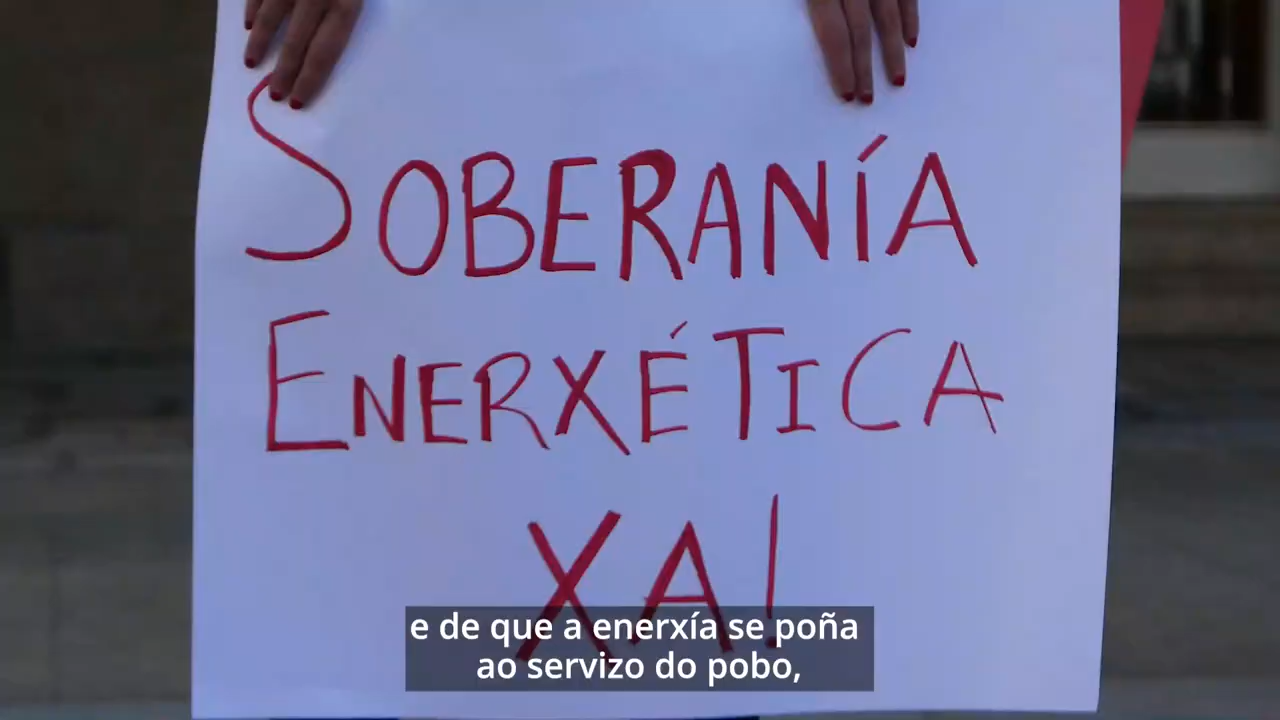 SOBERANÍA
ENERXÉTICA
XA!
e de que a enerxía se poña
ao servizo do pobo,